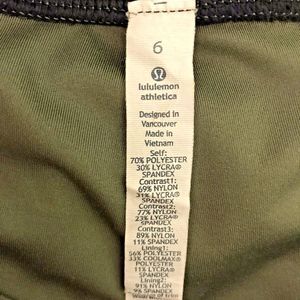 6
lululemon
athletica
Designed in
Vancouver
Made in
Vietnam
Self:
70% POLYESTER
30% LYCRA®
SPANDEX
Contrast1:
69% NYLON
31% LYCRA®
SPANDEX
Contrast2:
77% NYLON
23% LYCRA®
SPANDEX
Contrast3:
89% NYLON
11% SPANDEX
Lining1:
56% POLYESTER
33% COOLMAX®
POLYESTER
11% LYCRA®
SPANDEX
Lining2:
91% NYLON
9% SPANDEX